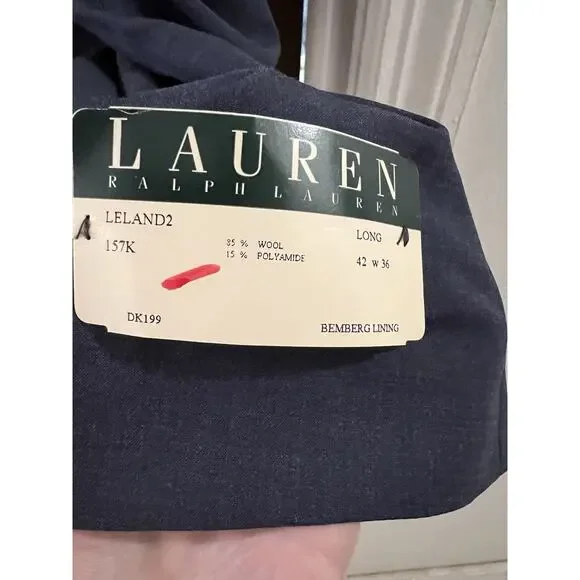 LAUREN
RALPH LAUREN
LELAND2
LONG
157K
85 % WOOL
15 % POLYAMIDE
42 W 36
DK199
BEMBERG LINING